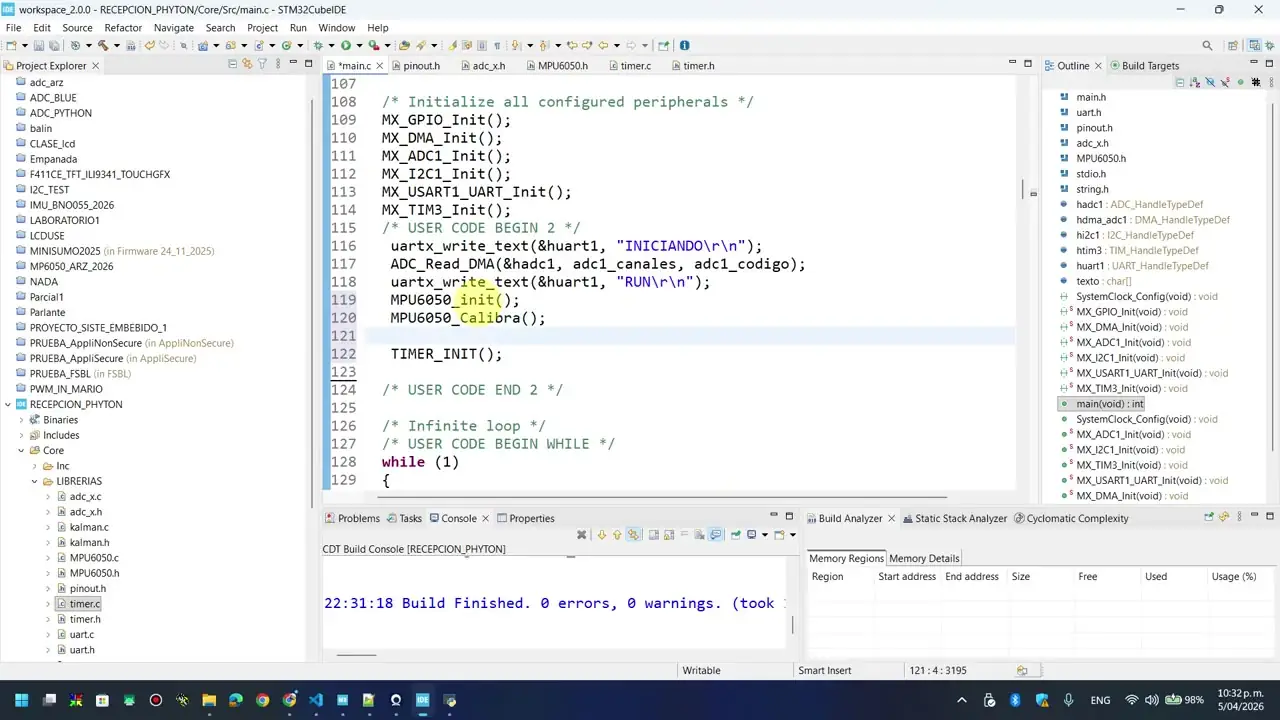 workspace_2.0.0 - RECEPCION_PHYTON/Core/Src/main.c - STM32CubeIDE
File Edit Source Refactor Navigate Search Project Run Window Help
Project Explorer
adc_arz
ADC_BLUE
ADC_PYTHON
balin
CLASE_lcd
Empanada
F411CE_TFT_ILI9341_TOUCHGFX
I2C_TEST
IMU_BNO055_2026
LABORATORIO1
LCDUSE
MINISUMO2025 (in Firmware 24_11_2025)
MP6050_ARZ_2026
NADA
Parcial1
Parlante
PROYECTO_SISTE_EMBEBIDO_1
PRUEBA_AppliNonSecure (in AppliNonSecure)
PRUEBA_AppliSecure (in AppliSecure)
PRUEBA_FSBL (in FSBL)
PWM_IN_MARIO
RECEPCION_PHYTON
Binaries
Includes
Core
Inc
LIBRERIAS
adc_x.c
adc_x.h
kalman.c
kalman.h
MPU6050.c
MPU6050.h
pinout.h
timer.c
timer.h
uart.c
uart.h
*main.c pinout.h adc_x.h MPU6050.h timer.c timer.h
107
108 /* Initialize all configured peripherals */
109 MX_GPIO_Init();
110 MX_DMA_Init();
111 MX_ADC1_Init();
112 MX_I2C1_Init();
113 MX_USART1_UART_Init();
114 MX_TIM3_Init();
115 /* USER CODE BEGIN 2 */
116 uartx_write_text(&huart1, "INICIANDO\r\n");
117 ADC_Read_DMA(&hadc1, adc1_canales, adc1_codigo);
118 uartx_write_text(&huart1, "RUN\r\n");
119 MPU6050_init();
120 MPU6050_Calibra();
121
122 TIMER_INIT();
123
124 /* USER CODE END 2 */
125
126 /* Infinite loop */
127 /* USER CODE BEGIN WHILE */
128 while (1)
129 {
Outline Build Targets
main.h
uart.h
pinout.h
adc_x.h
MPU6050.h
stdio.h
string.h
hadc1 : ADC_HandleTypeDef
hdma_adc1 : DMA_HandleTypeDef
hi2c1 : I2C_HandleTypeDef
htim3 : TIM_HandleTypeDef
huart1 : UART_HandleTypeDef
texto : char[]
SystemClock_Config(void) : void
MX_GPIO_Init(void) : void
MX_DMA_Init(void) : void
MX_ADC1_Init(void) : void
MX_I2C1_Init(void) : void
MX_USART1_UART_Init(void) : void
MX_TIM3_Init(void) : void
main(void) : int
SystemClock_Config(void) : void
MX_ADC1_Init(void) : void
MX_I2C1_Init(void) : void
MX_TIM3_Init(void) : void
MX_USART1_UART_Init(void) : void
MX_DMA_Init(void) : void
Problems Tasks Console Properties
CDT Build Console [RECEPCION_PHYTON]
22:31:18 Build Finished. 0 errors, 0 warnings. (took
Build Analyzer Static Stack Analyzer Cyclomatic Complexity
Memory Regions Memory Details
Region Start address End address Size Free Used Usage (%)
Writable Smart Insert 121 : 4 : 3195
ENG 98% 10:32 p.m.
5/04/2026